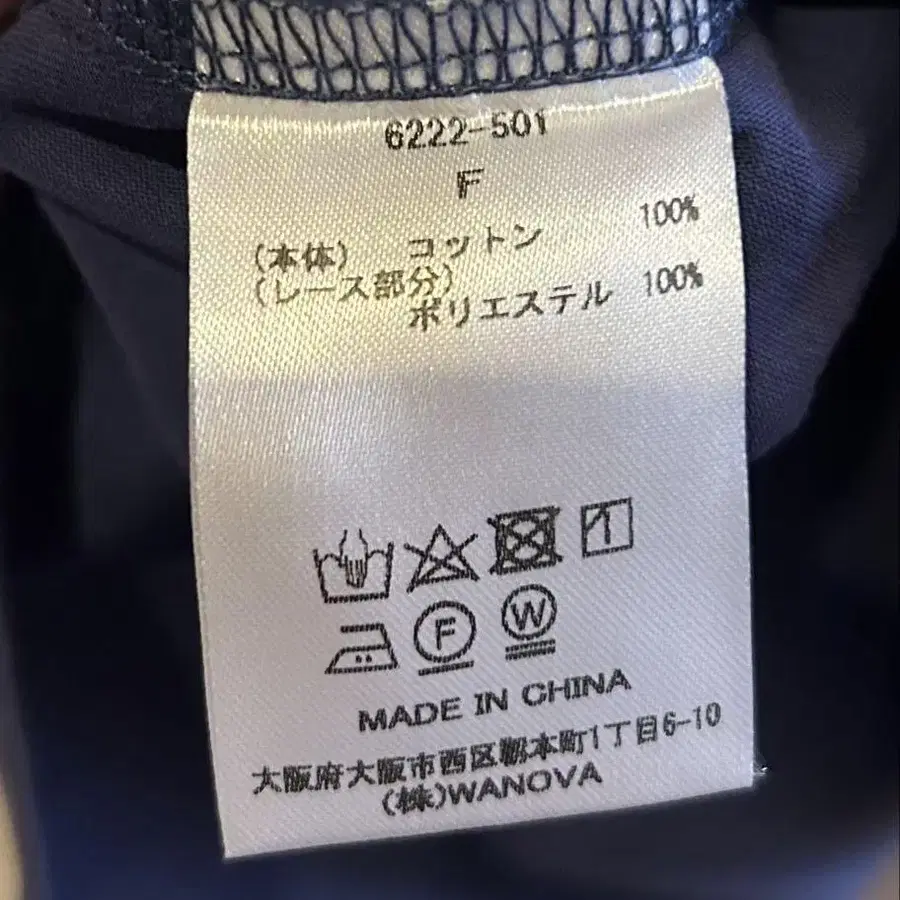 6222-501
F
(本体) コットン 100%
(レース部分)
ポリエステル 100%
F W
MADE IN CHINA
大阪府大阪市西区靱本町1丁目6-10
(株)WANOVA